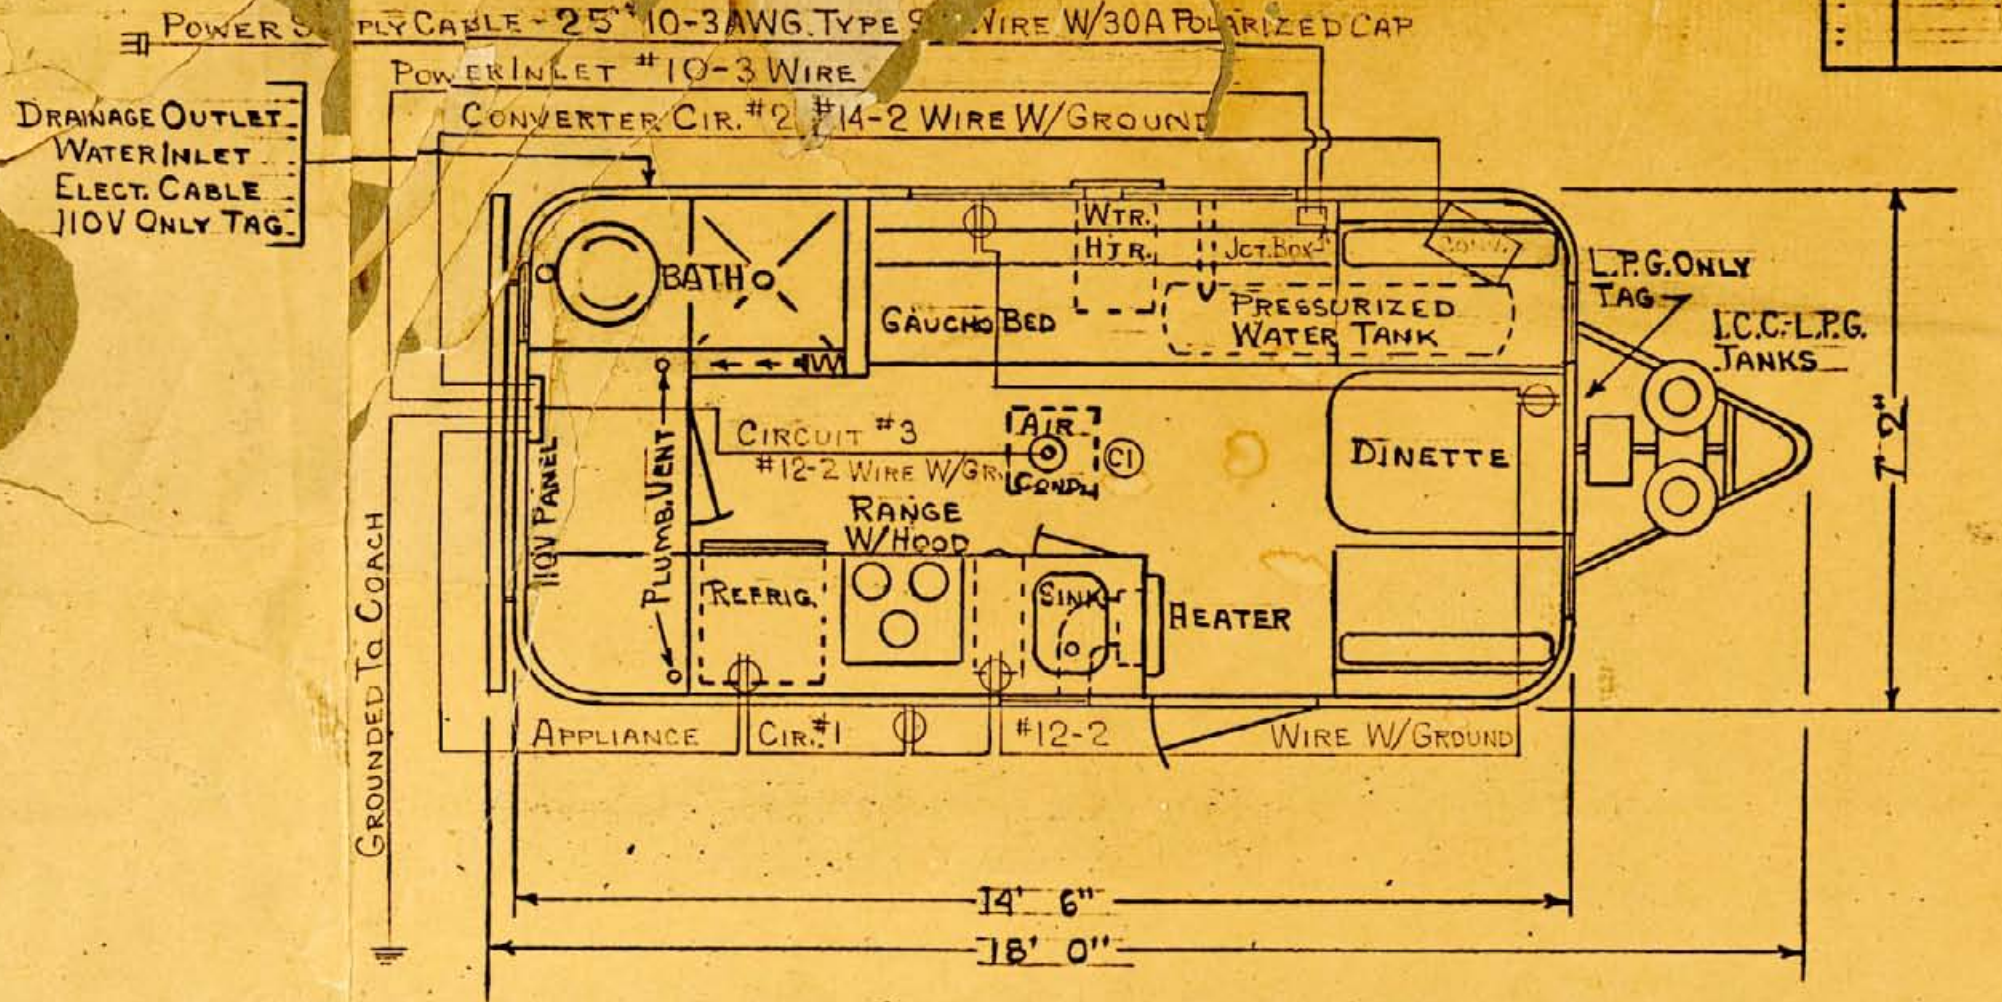 POWER SUPPLY CABLE - 25' 10-3 AWG. TYPE WIRE W/30A POLARIZED CAP
POWER INLET #10-3 WIRE
CONVERTER CIR. #2 #14-2 WIRE W/GROUND
DRAINAGE OUTLET
WATER INLET
ELECT. CABLE
110V ONLY TAG
BATH
WTR.
HTR.
JCT. BOX
CONV.
GAUCHO BED
PRESSURIZED
WATER TANK
L.P.G. ONLY
TAG
I.C.C.-L.P.G.
TANKS
7' 2"
W
CIRCUIT #3
#12-2 WIRE W/GR.
AIR
COND.
C1
DINETTE
110V PANEL
PLUMB. VENT
RANGE
W/HOOD
REFRIG.
SINK
HEATER
GROUNDED TO COACH
APPLIANCE CIR. #1 #12-2 WIRE W/GROUND
14' 6"
18' 0"